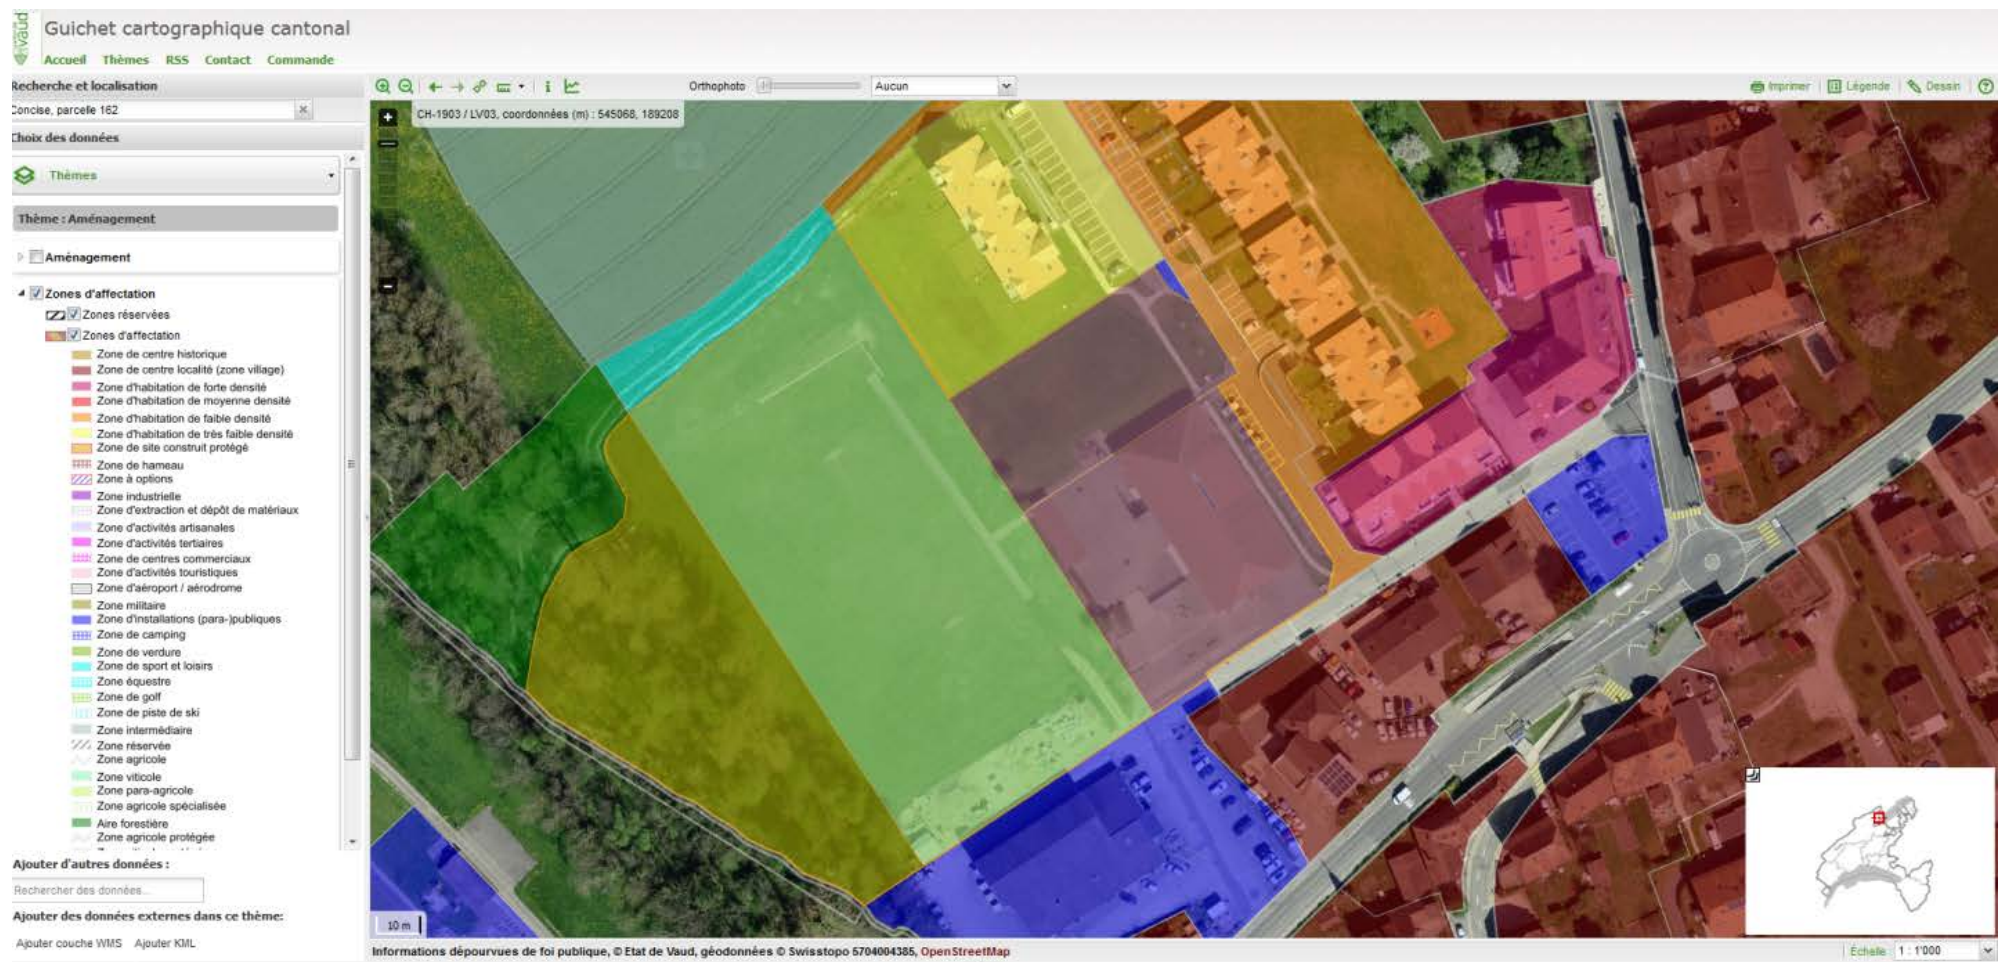 vaud
Guichet cartographique cantonal
Accueil Thèmes RSS Contact Commande
Recherche et localisation
Concise, parcelle 162
Choix des données
Thèmes
Thème : Aménagement
Aménagement
Zones d'affectation
Zones réservées
Zones d'affectation
Zone de centre historique
Zone de centre localité (zone village)
Zone d'habitation de forte densité
Zone d'habitation de moyenne densité
Zone d'habitation de faible densité
Zone d'habitation de très faible densité
Zone de site construit protégé
Zone de hameau
Zone à options
Zone industrielle
Zone d'extraction et dépôt de matériaux
Zone d'activités artisanales
Zone d'activités tertiaires
Zone de centres commerciaux
Zone d'activités touristiques
Zone d'aéroport / aérodrome
Zone militaire
Zone d'installations (para-)publiques
Zone de camping
Zone de verdure
Zone de sport et loisirs
Zone équestre
Zone de golf
Zone de piste de ski
Zone intermédiaire
Zone réservée
Zone agricole
Zone viticole
Zone para-agricole
Zone agricole spécialisée
Aire forestière
Zone agricole protégée
Ajouter d'autres données :
Rechercher des données...
Ajouter des données externes dans ce thème:
Ajouter couche WMS Ajouter KML
Orthophoto Aucun
Imprimer Légende Dessin
CH-1903 / LV03, coordonnées (m) : 545068, 189208
10 m
Informations dépourvues de foi publique, © Etat de Vaud, géodonnées © Swisstopo 5704004385, OpenStreetMap
Échelle 1 : 1'000